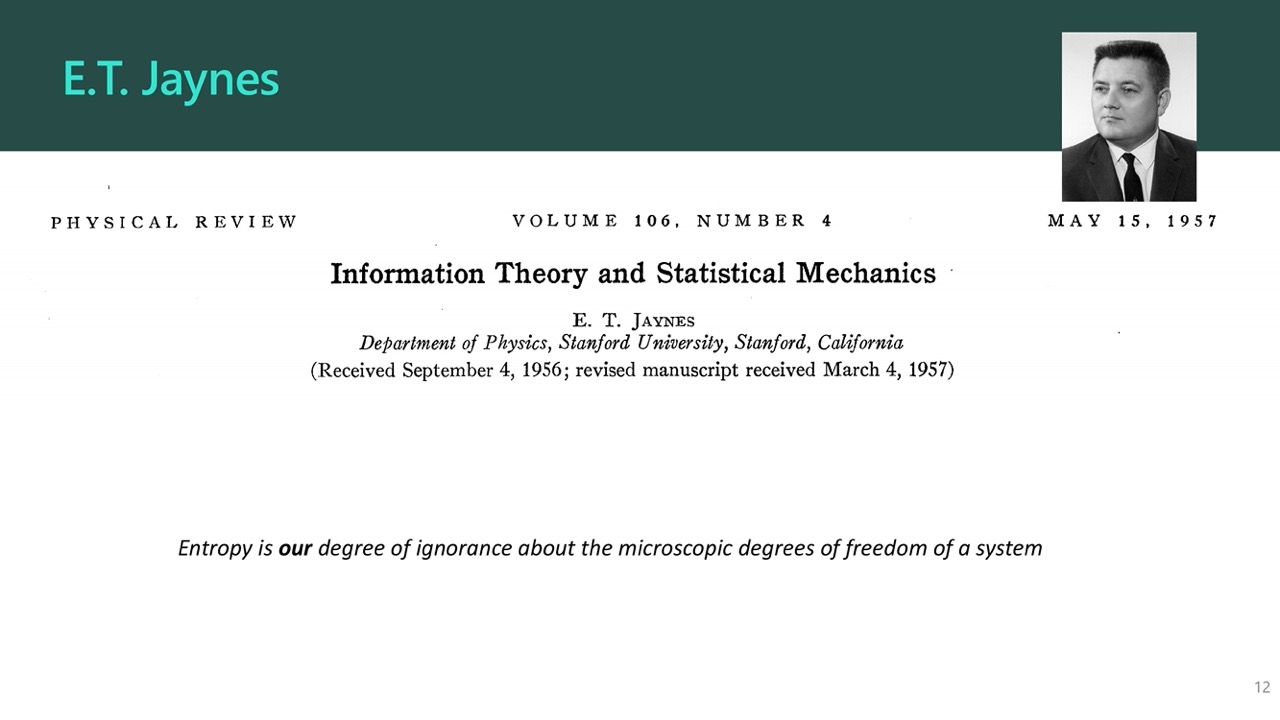 E.T. Jaynes
PHYSICAL REVIEW VOLUME 106, NUMBER 4 MAY 15, 1957
Information Theory and Statistical Mechanics
E. T. JAYNES
Department of Physics, Stanford University, Stanford, California
(Received September 4, 1956; revised manuscript received March 4, 1957)
Entropy is our degree of ignorance about the microscopic degrees of freedom of a system
12